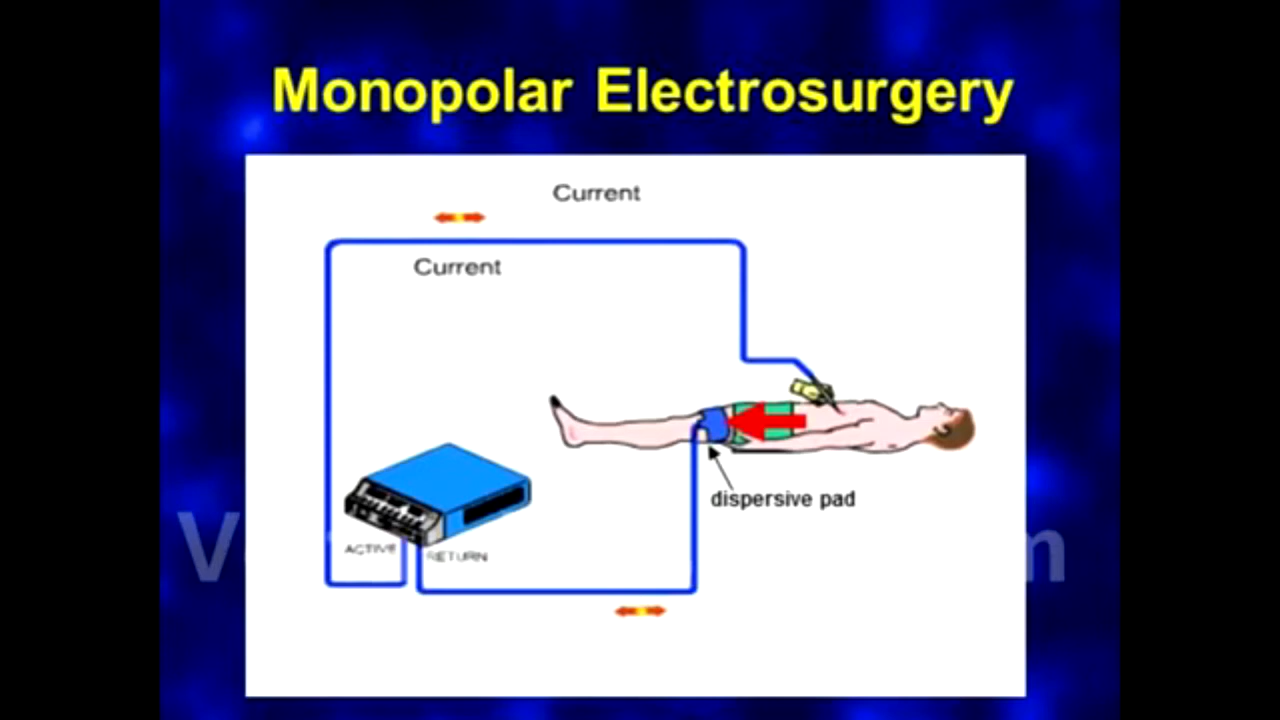 Monopolar Electrosurgery
Current
Current
dispersive pad
ACTIVE
RETURN